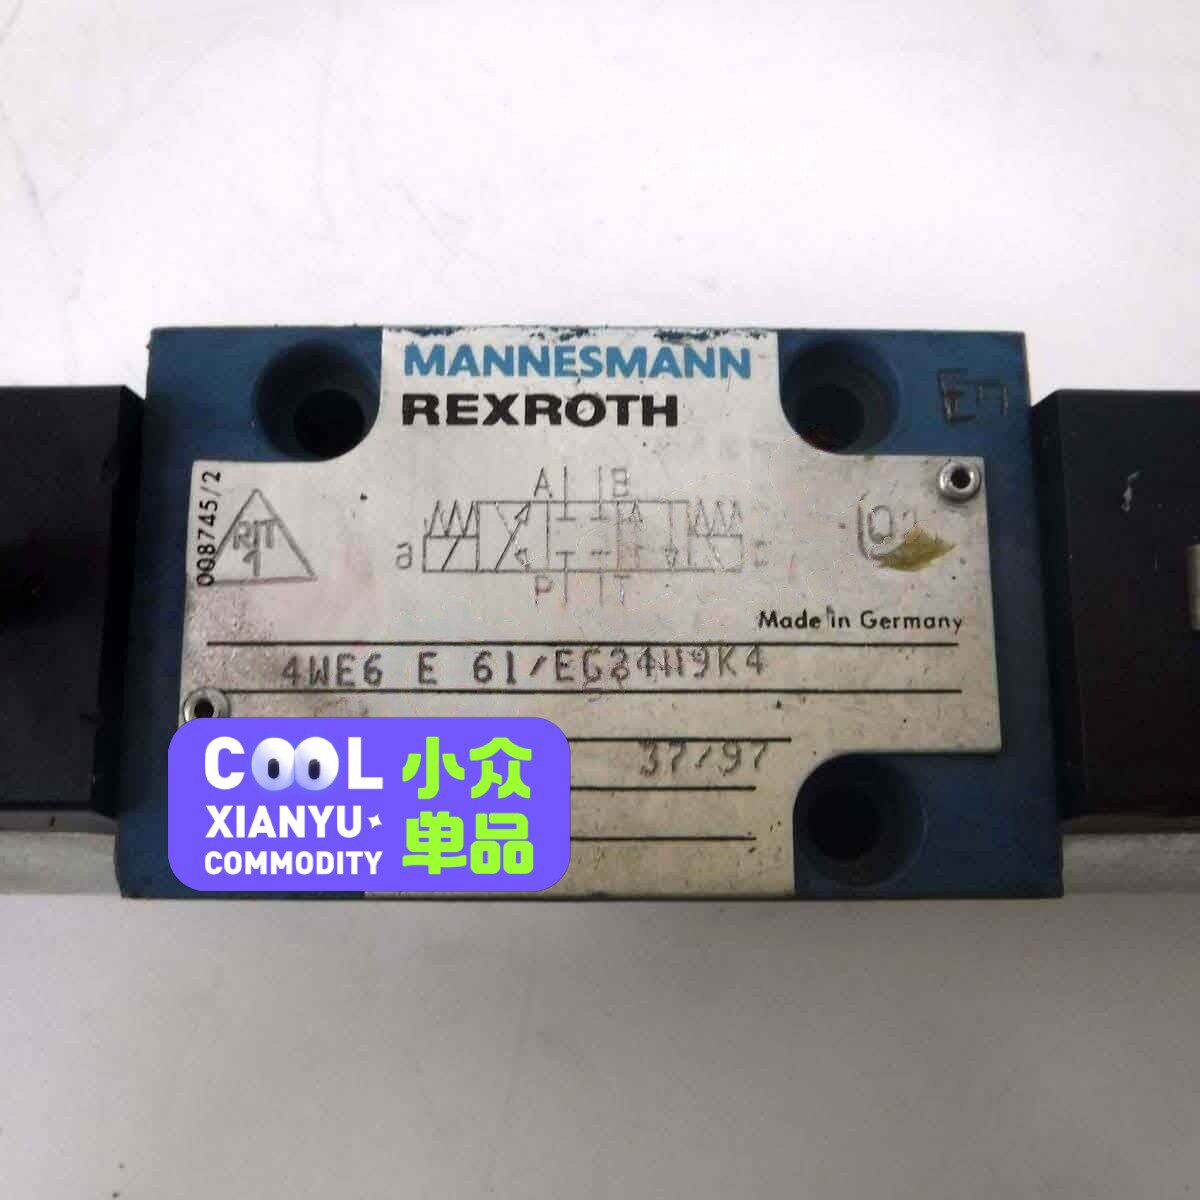 MANNESMANN
REXROTH
008745/2
RIT
1
A B
a
P T
Made in Germany
4WE6 E 61/EG24N9K4
37/97
COOL 小众
XIANYU 单品
COMMODITY